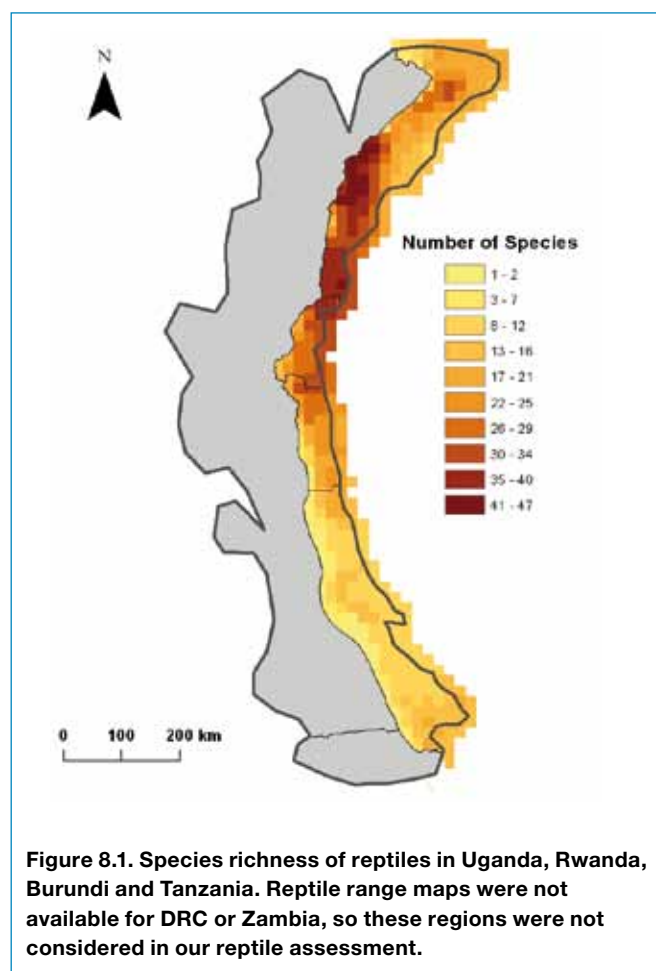 N
Number of Species
1 - 2
3 - 7
8 - 12
13 - 16
17 - 21
22 - 25
26 - 29
30 - 34
35 - 40
41 - 47
0 100 200 km
Figure 8.1. Species richness of reptiles in Uganda, Rwanda,
Burundi and Tanzania. Reptile range maps were not
available for DRC or Zambia, so these regions were not
considered in our reptile assessment.